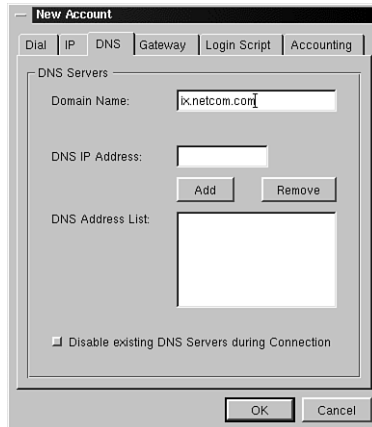 New Account
Dial IP DNS Gateway Login Script Accounting
DNS Servers
Domain Name: ix.netcom.com
DNS IP Address:
Add Remove
DNS Address List:
Disable existing DNS Servers during Connection
OK Cancel